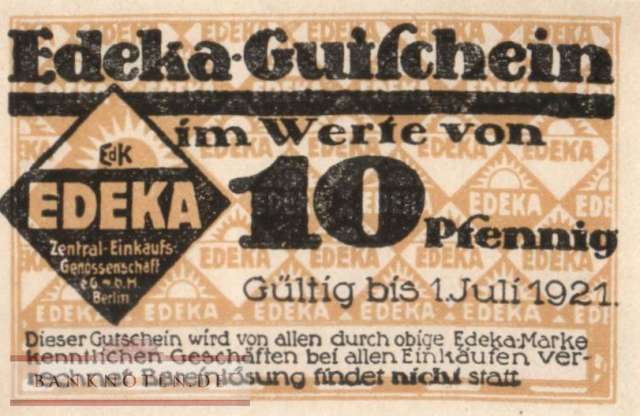 Edeka-Gutschein
im Werte von
10 Pfennig
EdK
EDEKA
Zentral-Einkaufs-
Genossenschaft
e.G.m.b.H.
Berlin
Gültig bis 1. Juli 1921.
Dieser Gutschein wird von allen durch obige Edeka-Marke
kenntlichen Geschäften bei allen Einkäufen ver-
rechnet Bareinlösung findet nicht statt
BANKNOTEN.DE